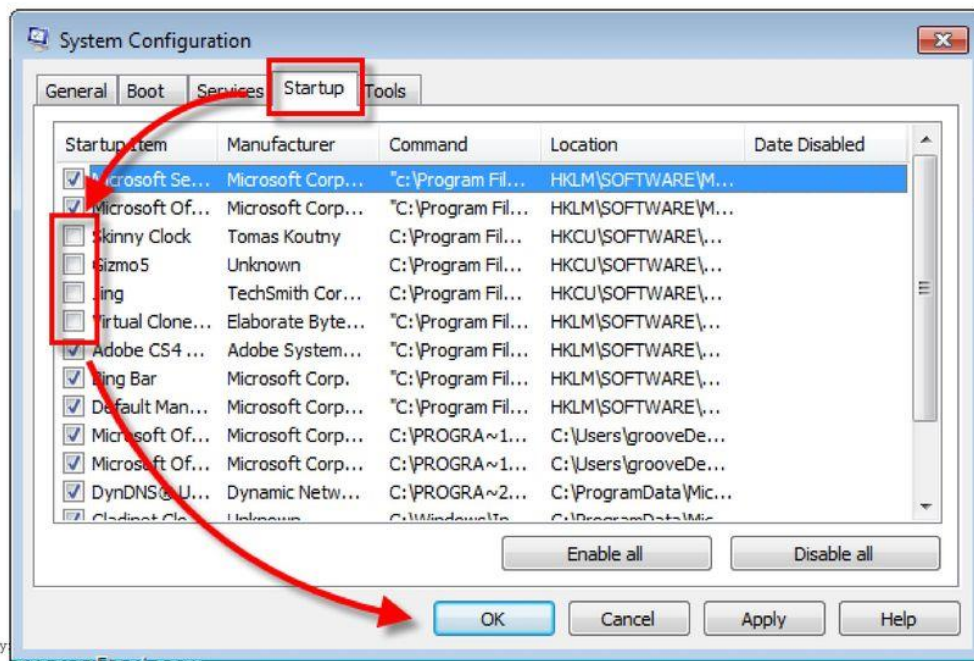 System Configuration
General Boot Services Startup Tools
Startup Item Manufacturer Command Location Date Disabled
Microsoft Se... Microsoft Corp... "c:\Program Fil... HKLM\SOFTWARE\M...
Microsoft Of... Microsoft Corp... "C:\Program Fil... HKLM\SOFTWARE\M...
Skinny Clock Tomas Koutny C:\Program Fil... HKCU\SOFTWARE\...
Gizmo5 Unknown C:\Program Fil... HKCU\SOFTWARE\...
Jing TechSmith Cor... C:\Program Fil... HKCU\SOFTWARE\...
Virtual Clone... Elaborate Byte... "C:\Program Fil... HKLM\SOFTWARE\...
Adobe CS4 ... Adobe System... "C:\Program Fil... HKLM\SOFTWARE\...
Bing Bar Microsoft Corp. "C:\Program Fil... HKLM\SOFTWARE\...
Default Man... Microsoft Corp... "C:\Program Fil... HKLM\SOFTWARE\...
Microsoft Of... Microsoft Corp... C:\PROGRA~1... C:\Users\grooveDe...
Microsoft Of... Microsoft Corp... C:\PROGRA~1... C:\Users\grooveDe...
DynDNS® U... Dynamic Netw... C:\PROGRA~2... C:\ProgramData\Mic...
Unknown C:\Windows\In... C:\ProgramData\Mic...
Enable all Disable all
OK Cancel Apply Help